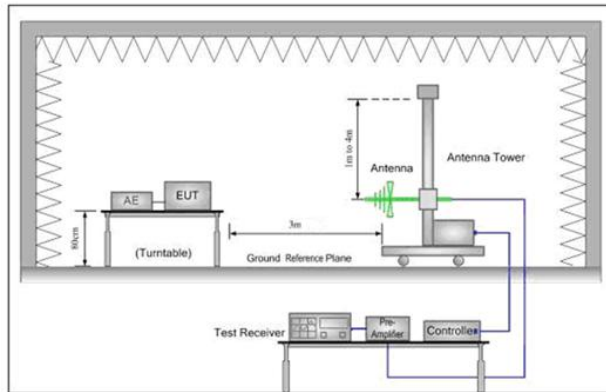 1m to 4m
Antenna
Antenna Tower
AE
EUT
80cm
(Turntable)
3m
Ground Reference Plane
Test Receiver
Pre-
Amplifier
Controller